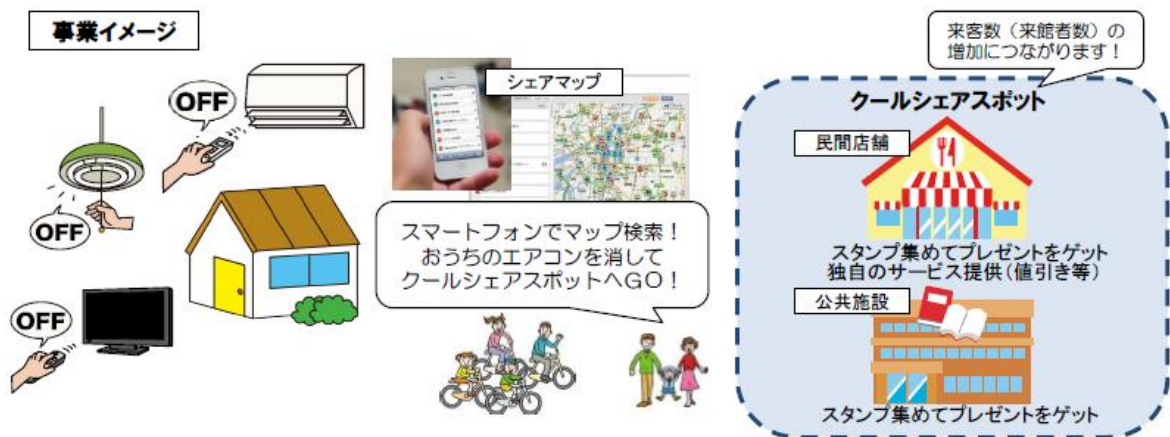 事業イメージ
OFF
OFF
OFF
シェアマップ
スマートフォンでマップ検索！
おうちのエアコンを消して
クールシェアスポットへGO！
来客数（来館者数）の
増加につながります！
クールシェアスポット
民間店舗
スタンプ集めてプレゼントをゲット
独自のサービス提供（値引き等）
公共施設
スタンプ集めてプレゼントをゲット